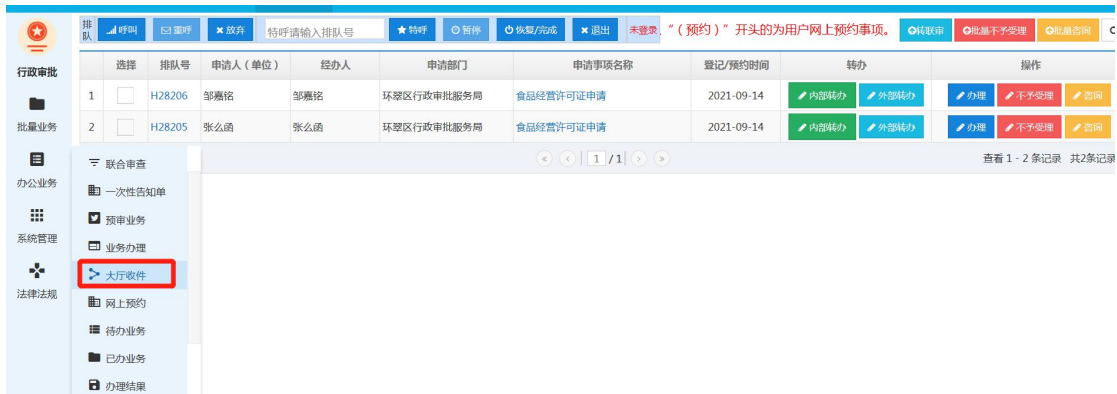 排队 呼叫 重呼 放弃 特呼请输入排队号 特呼 暂停 恢复/完成 退出 未登录 “(预约)”开头的为用户网上预约事项。 转联审 批量不予受理 批量咨询
行政审批
批量业务
办公业务
系统管理
法律法规
选择 排队号 申请人(单位) 经办人 申请部门 申请事项名称 登记/预约时间 转办 操作
1 H28206 邹嘉铭 邹嘉铭 环翠区行政审批服务局 食品经营许可证申请 2021-09-14 内部转办 外部转办 办理 不予受理 咨询
2 H28205 张么函 张么函 环翠区行政审批服务局 食品经营许可证申请 2021-09-14 内部转办 外部转办 办理 不予受理 咨询
1 / 1 查看 1 - 2 条记录 共2条记录
联合审查
一次性告知单
预审业务
业务办理
大厅收件
网上预约
待办业务
已办业务
办理结果